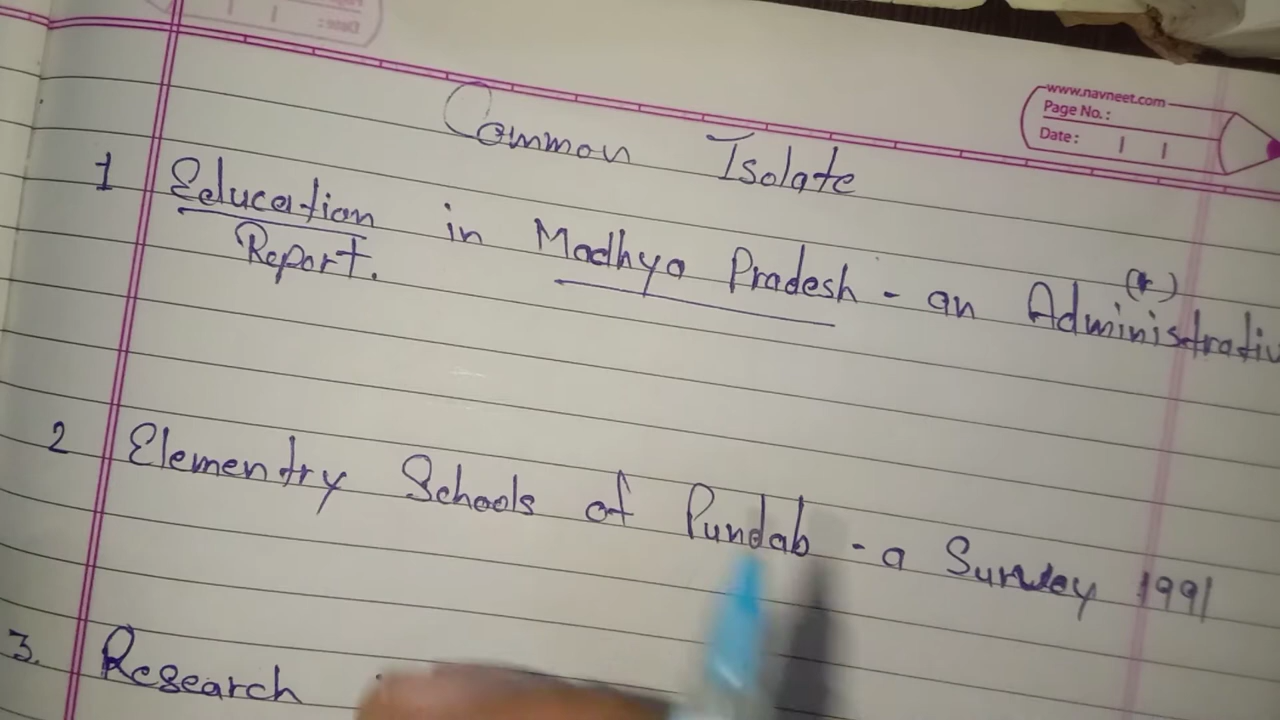 www.navneet.com
Page No.:
Date:
Common Isolate
(r)
1 Education in Madhya Pradesh - an Administrativ
Report.
2 Elementry Schools of Pundab - a Survey 1991
3. Research